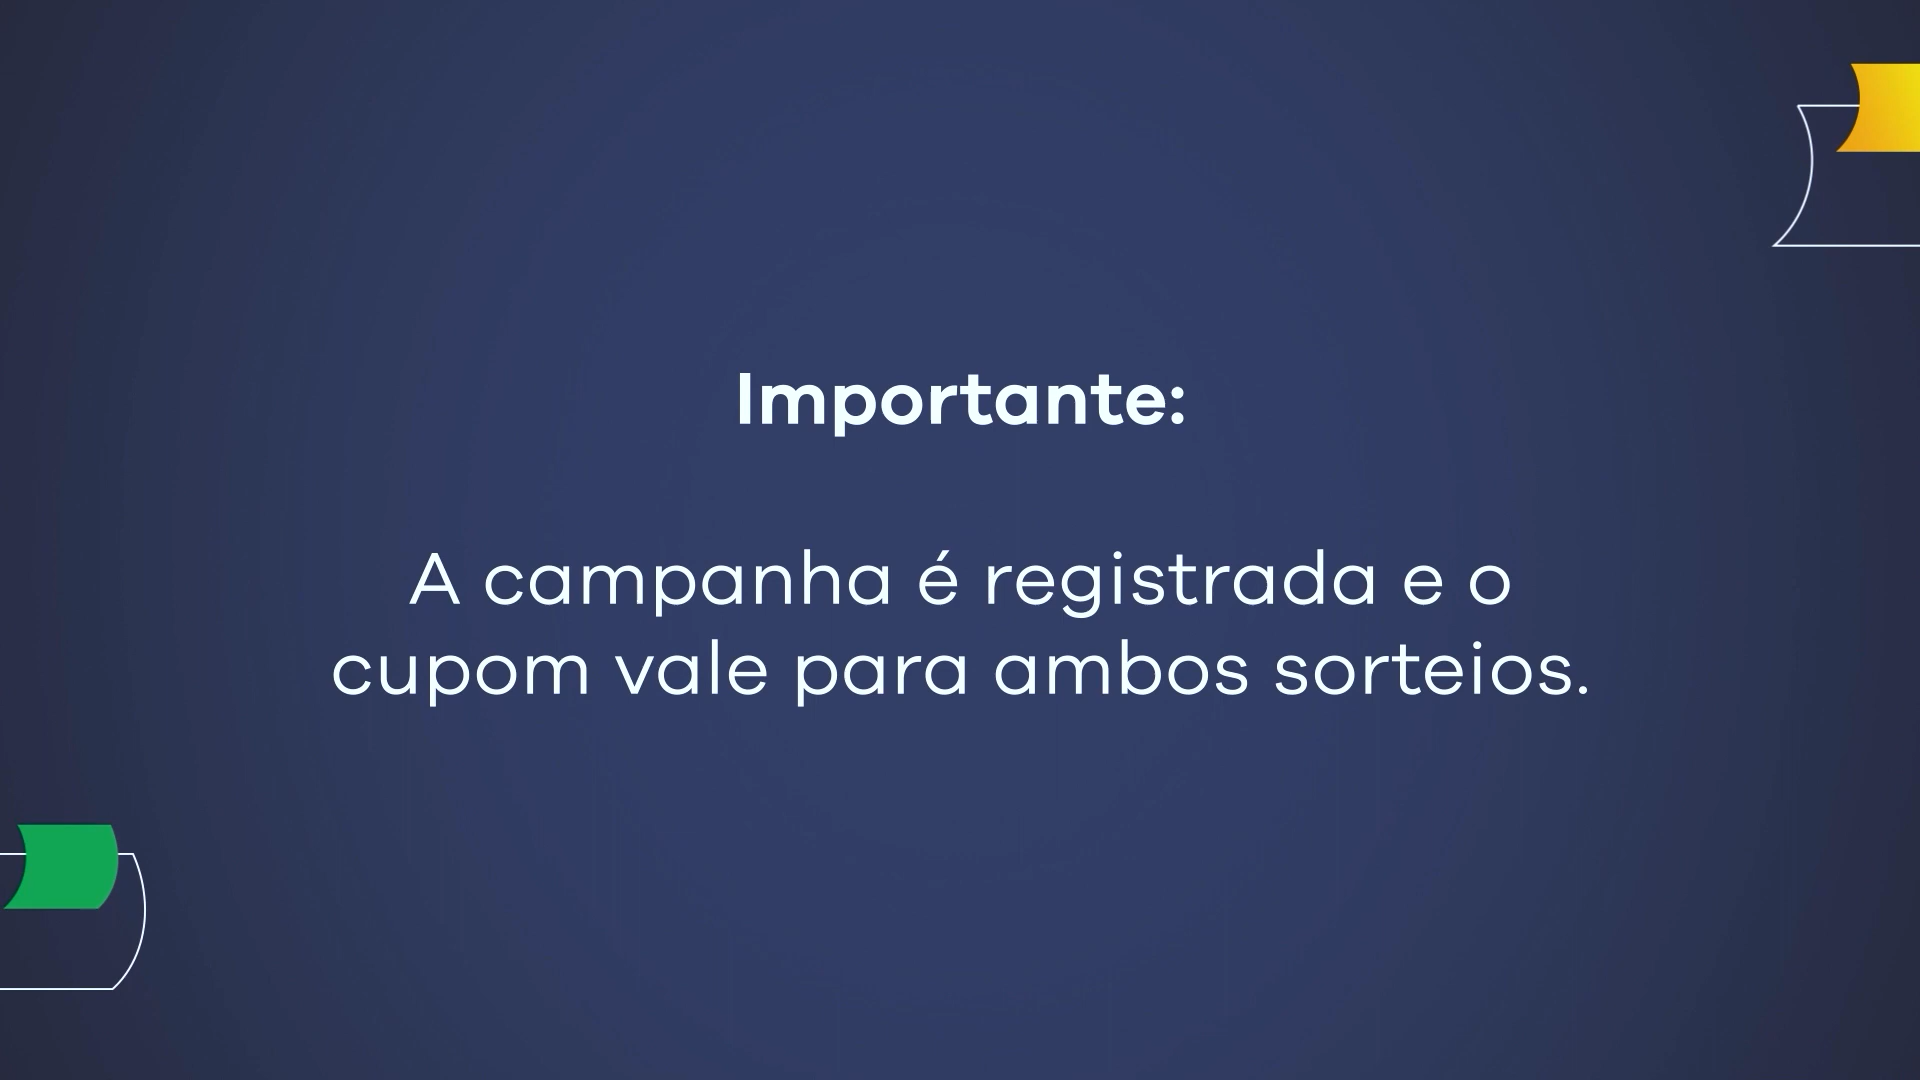 Importante:
A campanha é registrada e o
cupom vale para ambos sorteios.